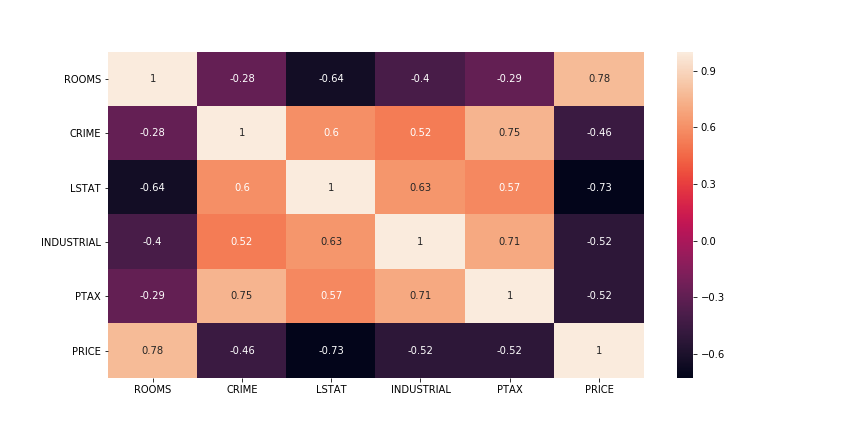 ROOMS 1 -0.28 -0.64 -0.4 -0.29 0.78
CRIME -0.28 1 0.6 0.52 0.75 -0.46
LSTAT -0.64 0.6 1 0.63 0.57 -0.73
INDUSTRIAL -0.4 0.52 0.63 1 0.71 -0.52
PTAX -0.29 0.75 0.57 0.71 1 -0.52
PRICE 0.78 -0.46 -0.73 -0.52 -0.52 1
ROOMS CRIME LSTAT INDUSTRIAL PTAX PRICE
0.9
0.6
0.3
0.0
−0.3
−0.6